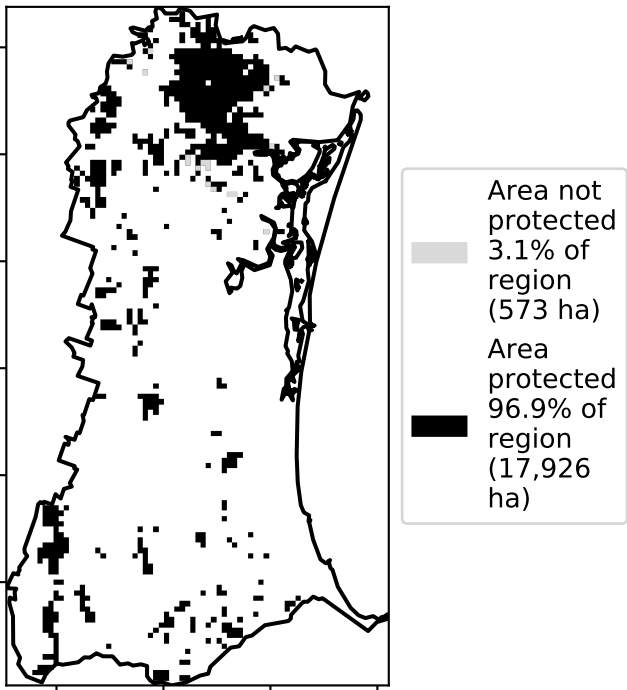 Area not
protected
3.1% of
region
(573 ha)
Area
protected
96.9% of
region
(17,926
ha)